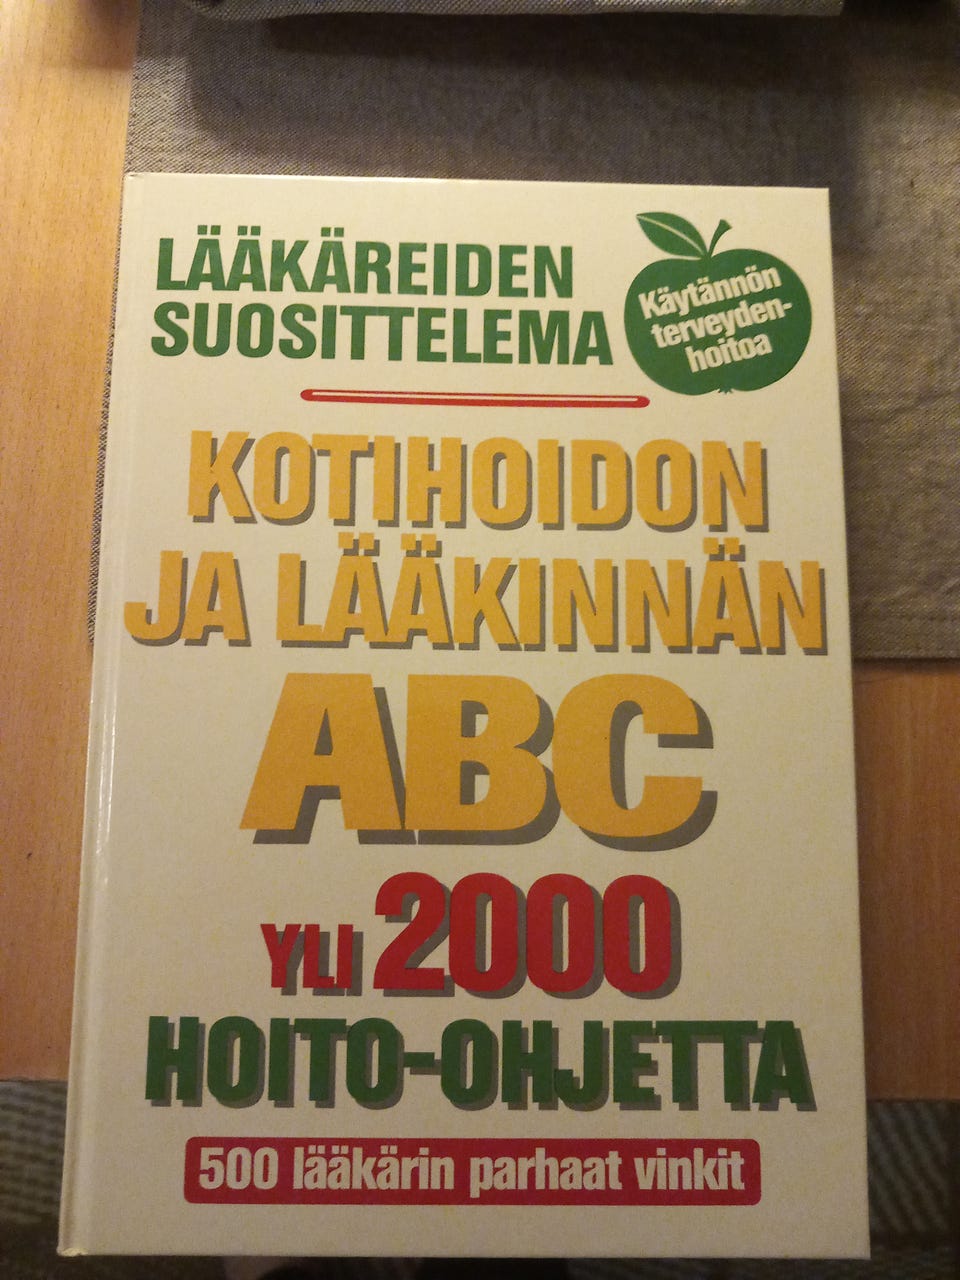 LÄÄKÄREIDEN
SUOSITTELEMA
Käytännön
terveyden-
hoitoa
KOTIHOIDON
JA LÄÄKINNÄN
ABC
YLI 2000
HOITO-OHJETTA
500 lääkärin parhaat vinkit